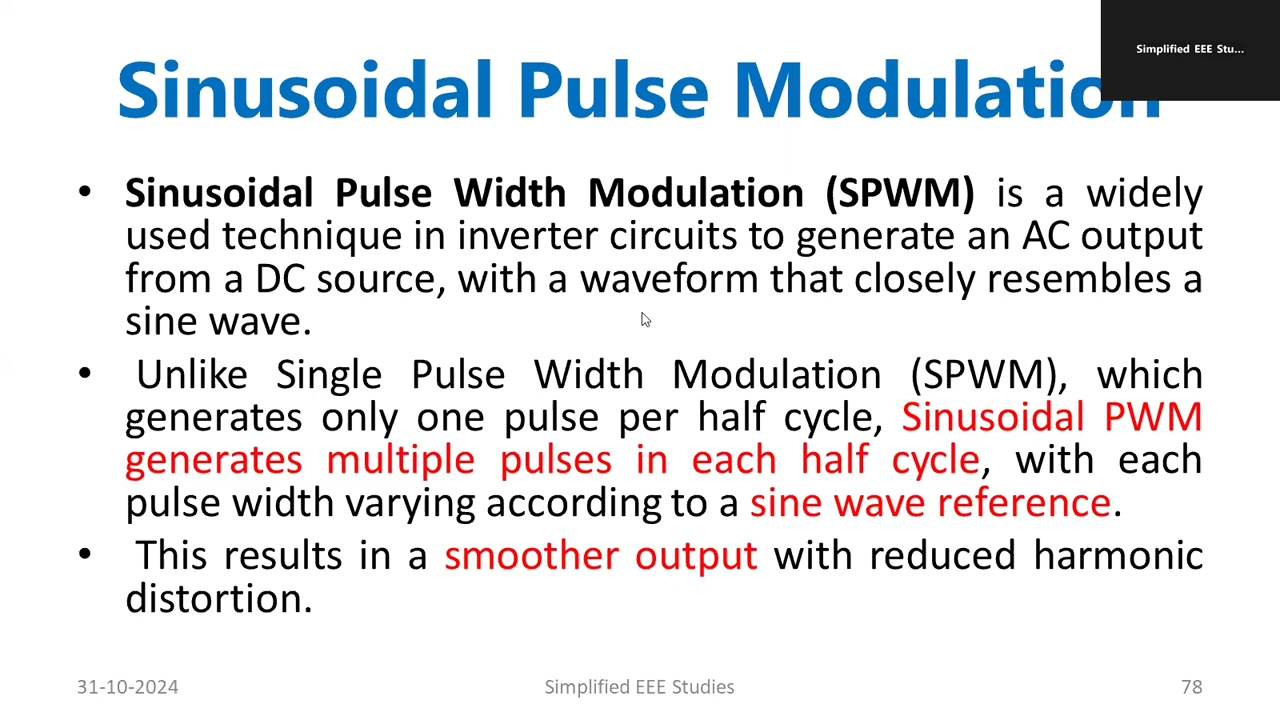 Simplified EEE Stu...
Sinusoidal Pulse Modulation
• Sinusoidal Pulse Width Modulation (SPWM) is a widely
used technique in inverter circuits to generate an AC output
from a DC source, with a waveform that closely resembles a
sine wave.
• Unlike Single Pulse Width Modulation (SPWM), which
generates only one pulse per half cycle, Sinusoidal PWM
generates multiple pulses in each half cycle, with each
pulse width varying according to a sine wave reference.
• This results in a smoother output with reduced harmonic
distortion.
31-10-2024
Simplified EEE Studies
78